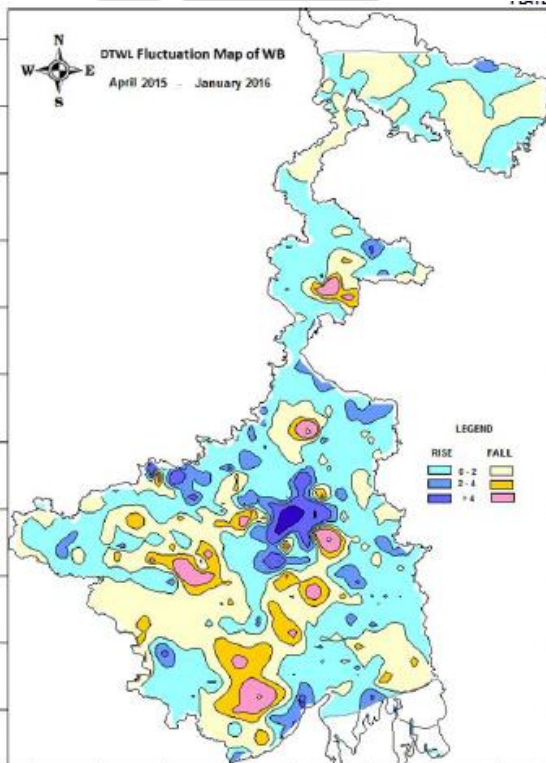 N
DTWL Fluctuation Map of WB
W E
April 2015 - January 2016
S
LEGEND
RISE FALL
0 - 2
2 - 4
> 4